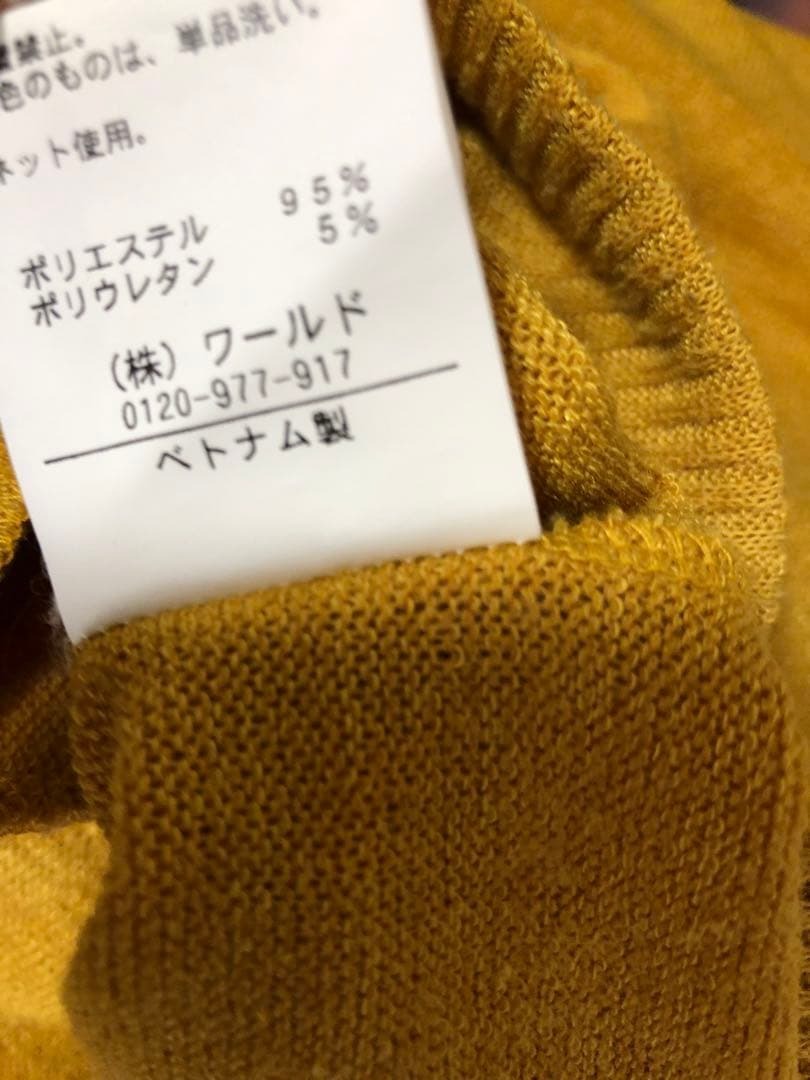 禁止。
色のものは、単品洗い。
ネット使用。
ポリエステル 95%
ポリウレタン 5%
(株) ワールド
0120-977-917
ベトナム製